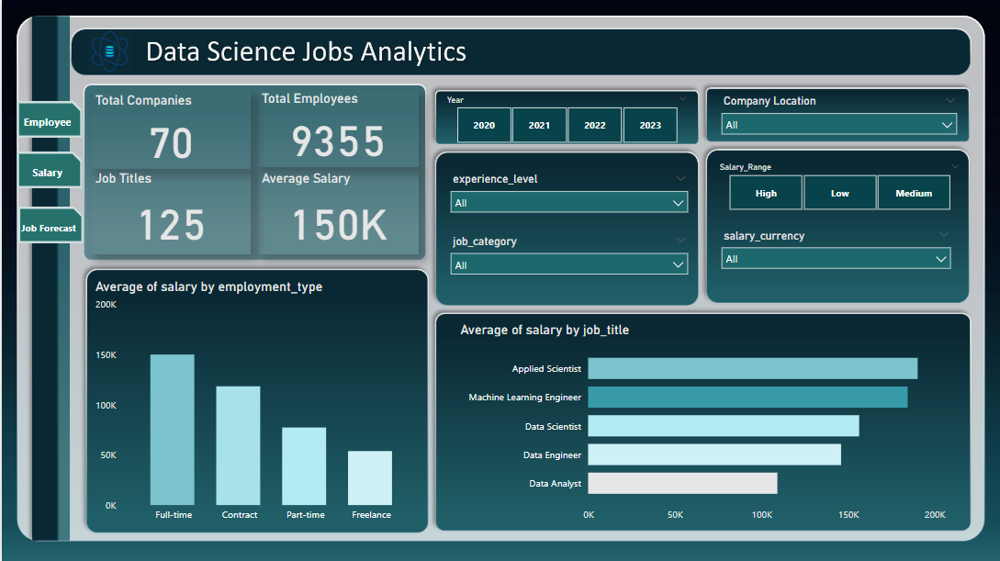 Data Science Jobs Analytics
Employee
Salary
Job Forecast
Total Companies
70
Total Employees
9355
Job Titles
125
Average Salary
150K
Year
2020
2021
2022
2023
Company Location
All
experience_level
All
job_category
All
Salary_Range
High
Low
Medium
salary_currency
All
Average of salary by employment_type
200K
150K
100K
50K
0K
Full-time
Contract
Part-time
Freelance
Average of salary by job_title
Applied Scientist
Machine Learning Engineer
Data Scientist
Data Engineer
Data Analyst
0K
50K
100K
150K
200K